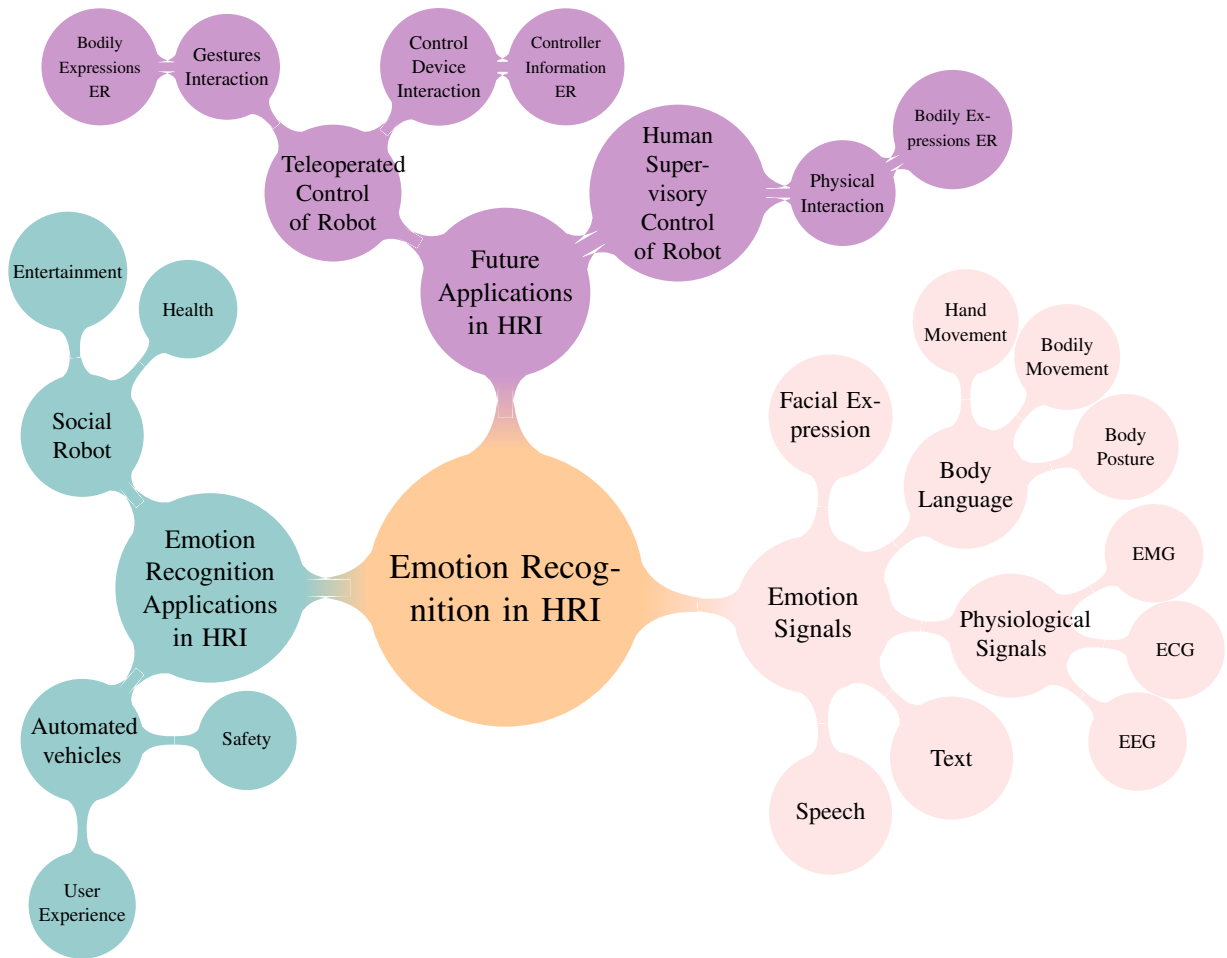 Bodily
Expressions
ER
Gestures
Interaction
Control
Device
Interaction
Controller
Information
ER
Teleoperated
Control
of Robot
Human
Super-
visory
Control
of Robot
Physical
Interaction
Bodily Ex-
pressions ER
Future
Applications
in HRI
Entertainment
Health
Social
Robot
Emotion
Recognition
Applications
in HRI
Automated
vehicles
Safety
User
Experience
Emotion Recog-
nition in HRI
Emotion
Signals
Facial Ex-
pression
Body
Language
Hand
Movement
Bodily
Movement
Body
Posture
Physiological
Signals
EMG
ECG
EEG
Text
Speech